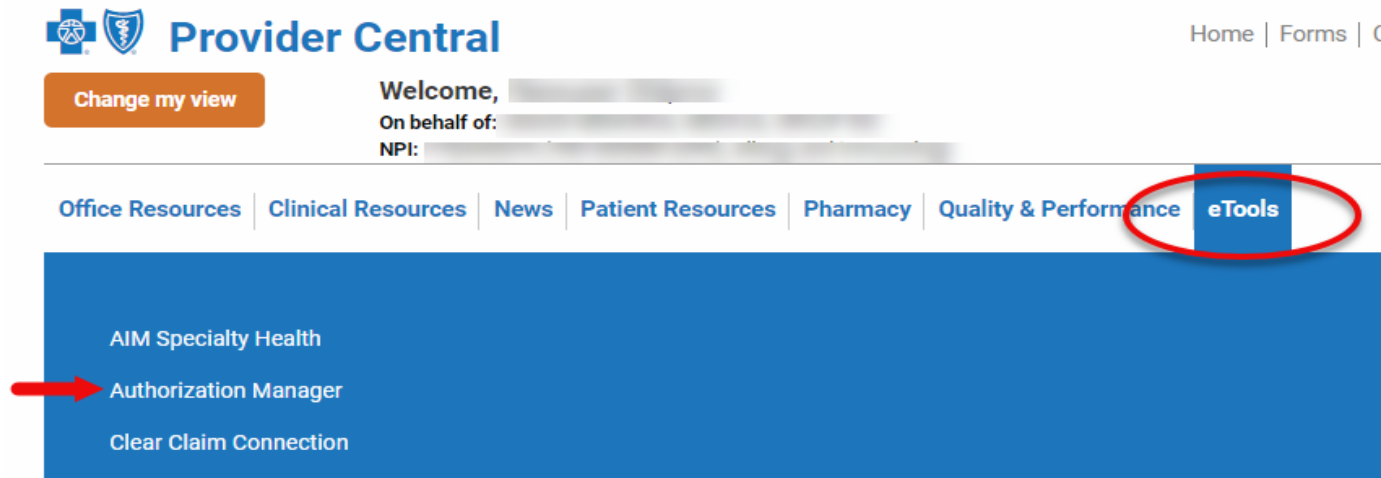 Provider Central
Home | Forms |
Change my view
Welcome,
On behalf of:
NPI:
Office Resources | Clinical Resources | News | Patient Resources | Pharmacy | Quality & Performance | eTools
AIM Specialty Health
Authorization Manager
Clear Claim Connection